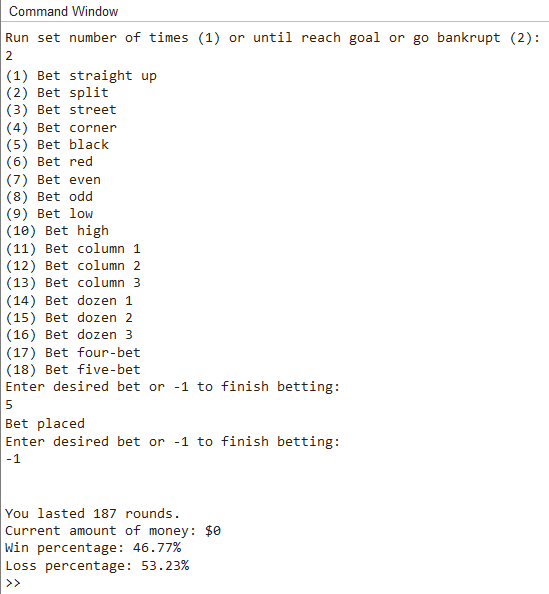 Command Window
Run set number of times (1) or until reach goal or go bankrupt (2):
2
(1) Bet straight up
(2) Bet split
(3) Bet street
(4) Bet corner
(5) Bet black
(6) Bet red
(7) Bet even
(8) Bet odd
(9) Bet low
(10) Bet high
(11) Bet column 1
(12) Bet column 2
(13) Bet column 3
(14) Bet dozen 1
(15) Bet dozen 2
(16) Bet dozen 3
(17) Bet four-bet
(18) Bet five-bet
Enter desired bet or -1 to finish betting:
5
Bet placed
Enter desired bet or -1 to finish betting:
-1
You lasted 187 rounds.
Current amount of money: $0
Win percentage: 46.77%
Loss percentage: 53.23%
>>